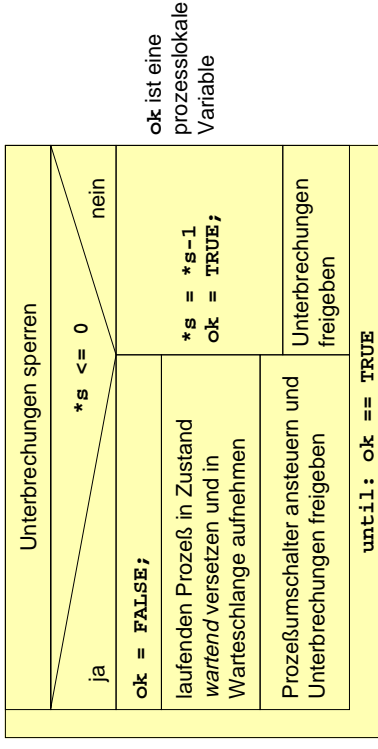 Unterbrechungen sperren
*s <= 0
ja
nein
ok = FALSE;
laufenden Prozeß in Zustand
wartend versetzen und in
Warteschlange aufnehmen
Prozeßumschalter ansteuern und
Unterbrechungen freigeben
*s = *s-1
ok = TRUE;
Unterbrechungen
freigeben
until: ok == TRUE
ok ist eine
prozesslokale
Variable